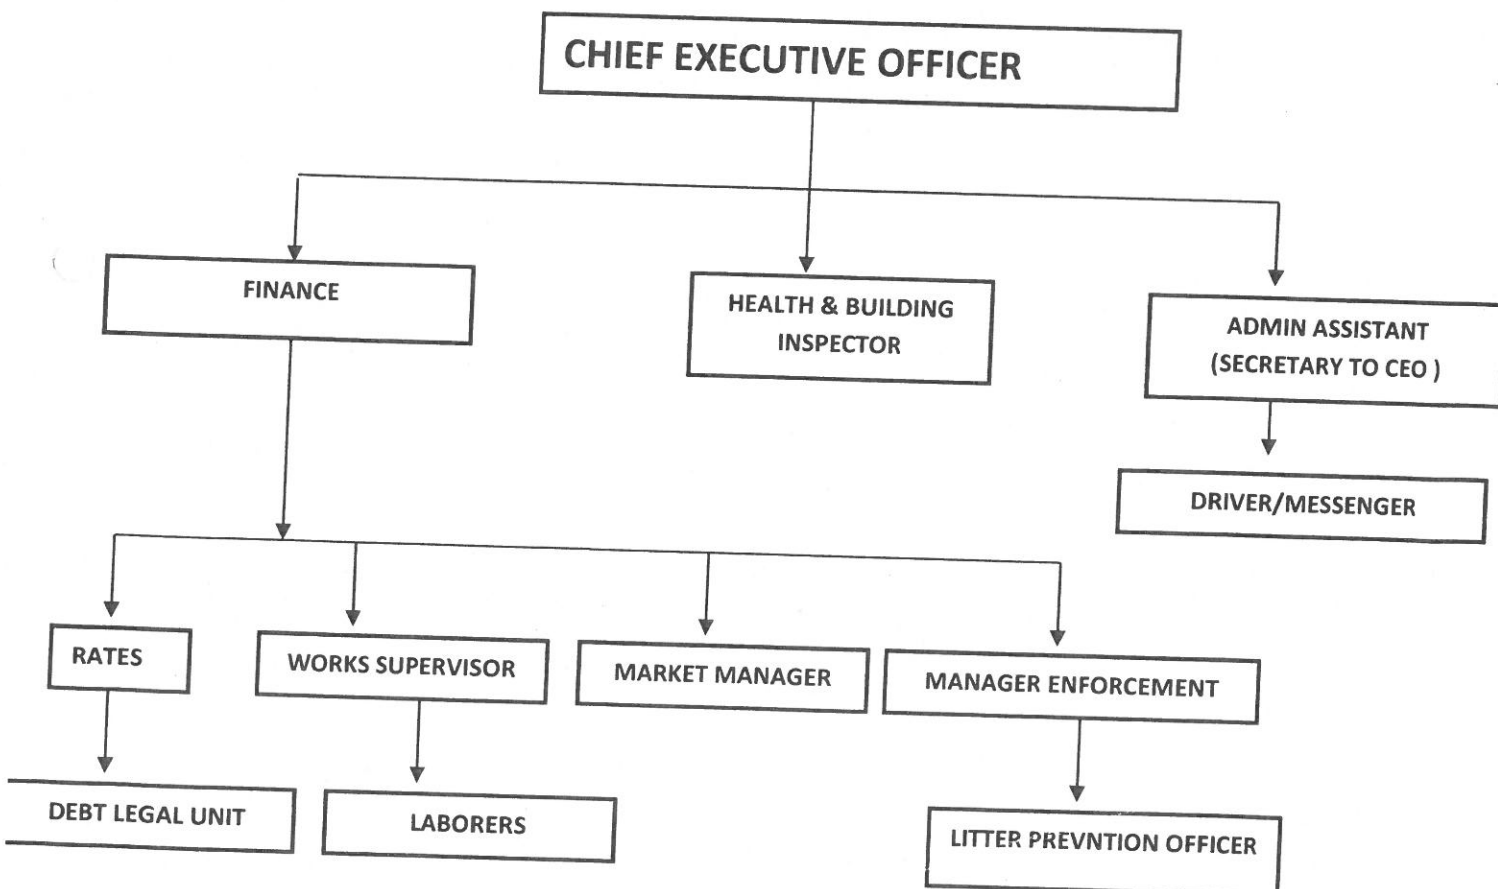 CHIEF EXECUTIVE OFFICER
FINANCE
HEALTH & BUILDING
INSPECTOR
ADMIN ASSISTANT
(SECRETARY TO CEO )
DRIVER/MESSENGER
RATES
WORKS SUPERVISOR
MARKET MANAGER
MANAGER ENFORCEMENT
DEBT LEGAL UNIT
LABORERS
LITTER PREVNTION OFFICER